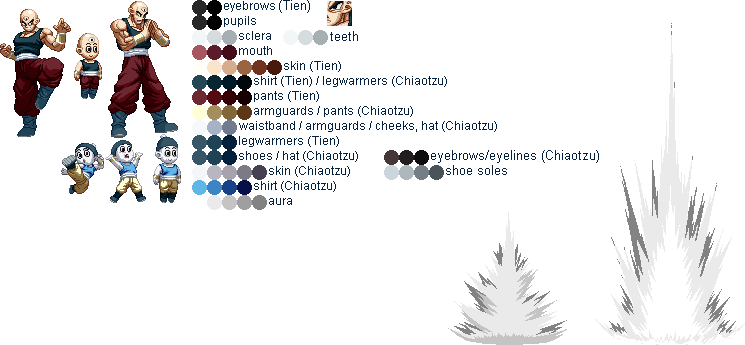 eyebrows (Tien)
pupils
sclera teeth
mouth
skin (Tien)
shirt (Tien) / legwarmers (Chiaotzu)
pants (Tien)
armguards / pants (Chiaotzu)
waistband / armguards / cheeks, hat (Chiaotzu)
legwarmers (Tien)
shoes / hat (Chiaotzu) eyebrows/eyelines (Chiaotzu)
skin (Chiaotzu) shoe soles
shirt (Chiaotzu)
aura